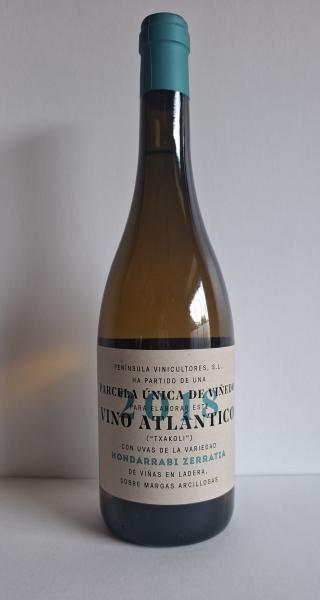 PENÍNSULA VINICULTORES, S.L.
HA PARTIDO DE UNA
PARCELA ÚNICA DE VIÑEDO
2018
PARA ELABORAR ESTE
VINO ATLÁNTICO
("TXAKOLI")
CON UVAS DE LA VARIEDAD
HONDARRABI ZERRATIA
DE VIÑAS EN LADERA,
SOBRE MARGAS ARCILLOSAS